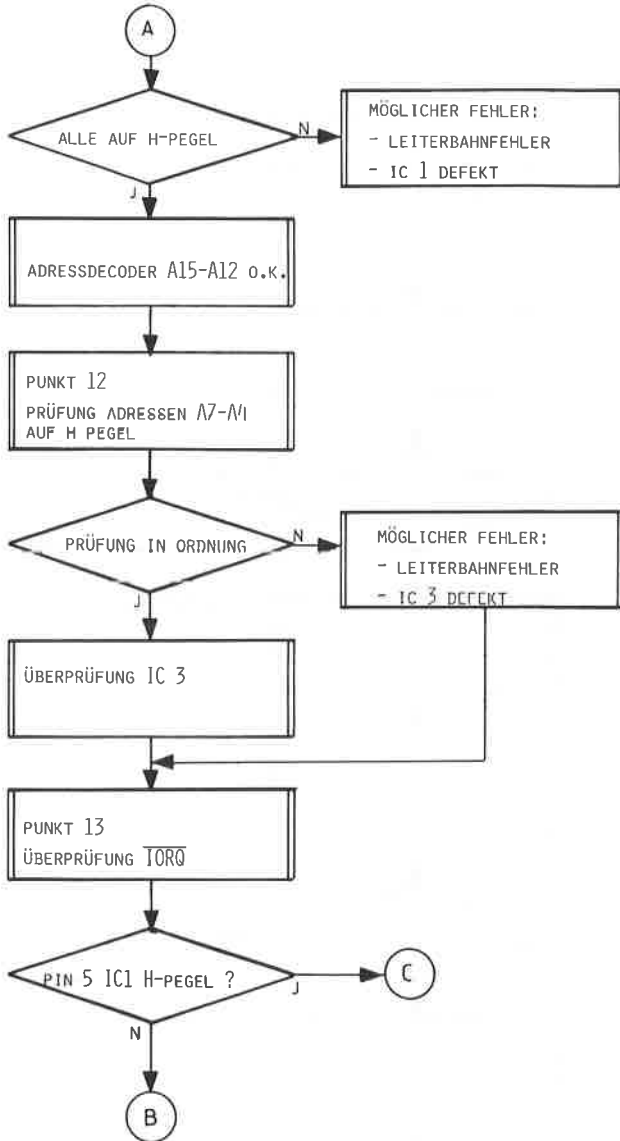 A
ALLE AUF H-PEGEL
N
J
MÖGLICHER FEHLER:
- LEITERBAHNFEHLER
- IC 1 DEFEKT
ADRESSDECODER A15-A12 O.K.
PUNKT 12
PRÜFUNG ADRESSEN A7-A4
AUF H PEGEL
PRÜFUNG IN ORDNUNG
N
J
MÖGLICHER FEHLER:
- LEITERBAHNFEHLER
- IC 3 DEFEKT
ÜBERPRÜFUNG IC 3
PUNKT 13
ÜBERPRÜFUNG I̅O̅R̅Q̅
PIN 5 IC1 H-PEGEL ?
J
C
N
B